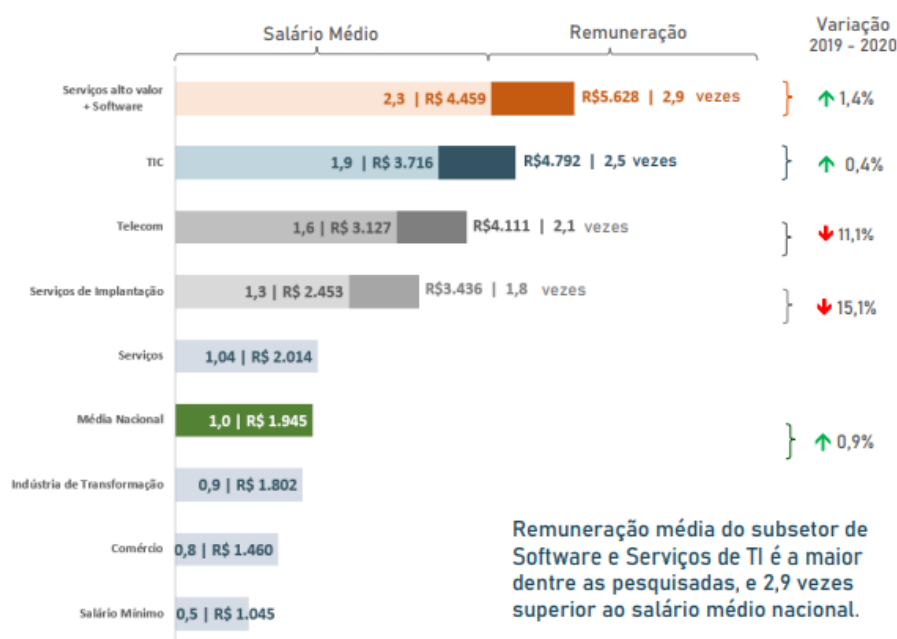 Salário Médio
Remuneração
Variação
2019 - 2020
Serviços alto valor
+ Software
2,3 | R$ 4.459
R$5.628 | 2,9 vezes
1,4%
TIC
1,9 | R$ 3.716
R$4.792 | 2,5 vezes
0,4%
Telecom
1,6 | R$ 3.127
R$4.111 | 2,1 vezes
11,1%
Serviços de Implantação
1,3 | R$ 2.453
R$3.436 | 1,8 vezes
15,1%
Serviços
1,04 | R$ 2.014
Média Nacional
1,0 | R$ 1.945
0,9%
Indústria de Transformação
0,9 | R$ 1.802
Comércio
0,8 | R$ 1.460
Salário Mínimo
0,5 | R$ 1.045
Remuneração média do subsetor de
Software e Serviços de TI é a maior
dentre as pesquisadas, e 2,9 vezes
superior ao salário médio nacional.